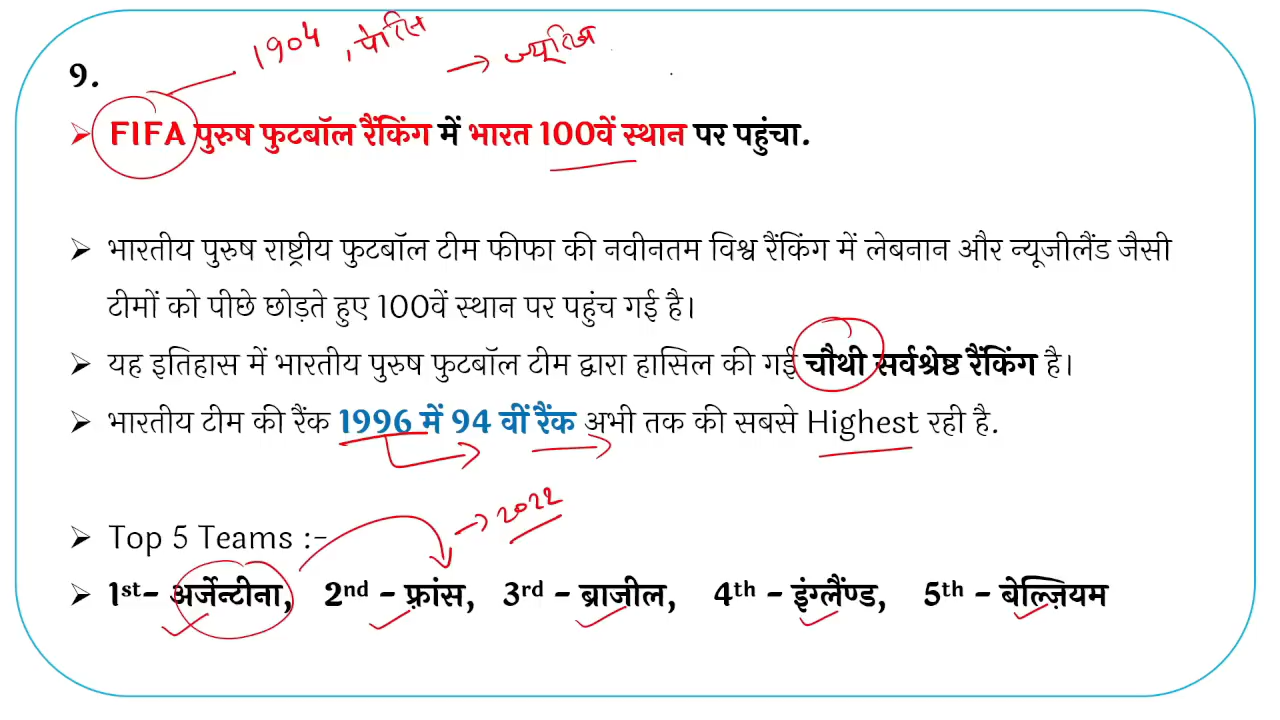 1904, पेरिस → ज्यूरिख
9.
➢ FIFA पुरुष फुटबॉल रैंकिंग में भारत 100वें स्थान पर पहुंचा.
➢ भारतीय पुरुष राष्ट्रीय फुटबॉल टीम फीफा की नवीनतम विश्व रैंकिंग में लेबनान और न्यूजीलैंड जैसी
टीमों को पीछे छोड़ते हुए 100वें स्थान पर पहुंच गई है।
➢ यह इतिहास में भारतीय पुरुष फुटबॉल टीम द्वारा हासिल की गई चौथी सर्वश्रेष्ठ रैंकिंग है।
➢ भारतीय टीम की रैंक 1996 में 94 वीं रैंक अभी तक की सबसे Highest रही है.
→ 2022
➢ Top 5 Teams :-
➢ 1st- अर्जेन्टीना, 2nd - फ़्रांस, 3rd - ब्राजील, 4th - इंग्लैंण्ड, 5th - बेल्ज़ियम